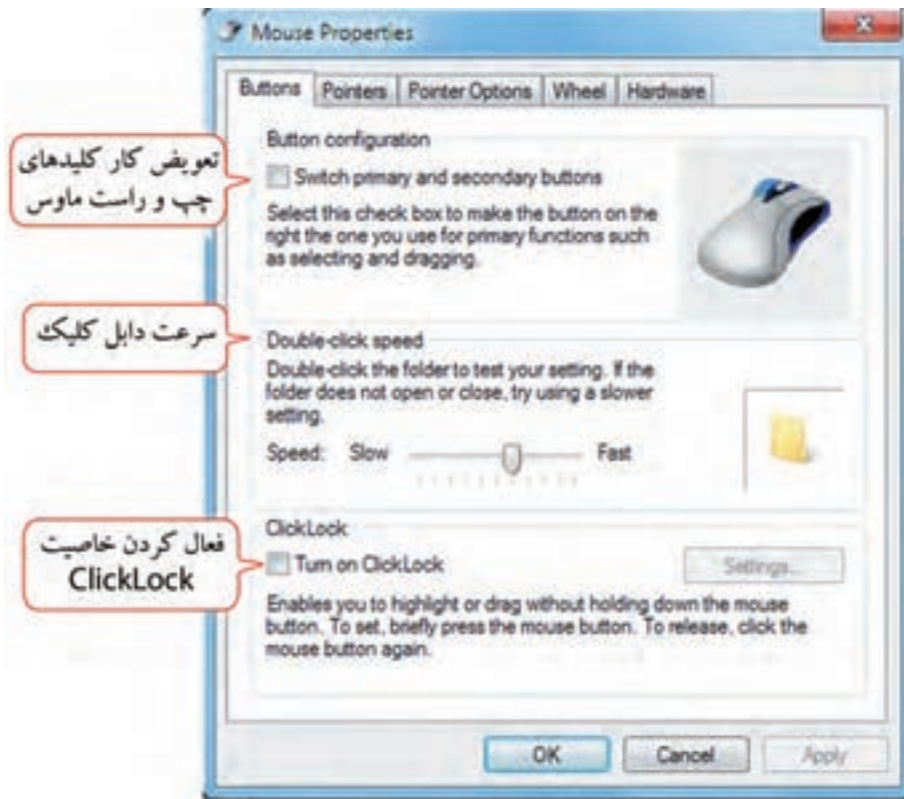 Mouse Properties
Buttons Pointers Pointer Options Wheel Hardware
Button configuration
تعویض کار کلیدهای
چپ و راست ماوس
Switch primary and secondary buttons
Select this check box to make the button on the
right the one you use for primary functions such
as selecting and dragging.
سرعت دابل کلیک
Double-click speed
Double-click the folder to test your setting. If the
folder does not open or close, try using a slower
setting.
Speed: Slow Fast
فعال کردن خاصیت
ClickLock
ClickLock
Turn on ClickLock
Settings...
Enables you to highlight or drag without holding down the mouse
button. To set, briefly press the mouse button. To release, click the
mouse button again.
OK Cancel Apply